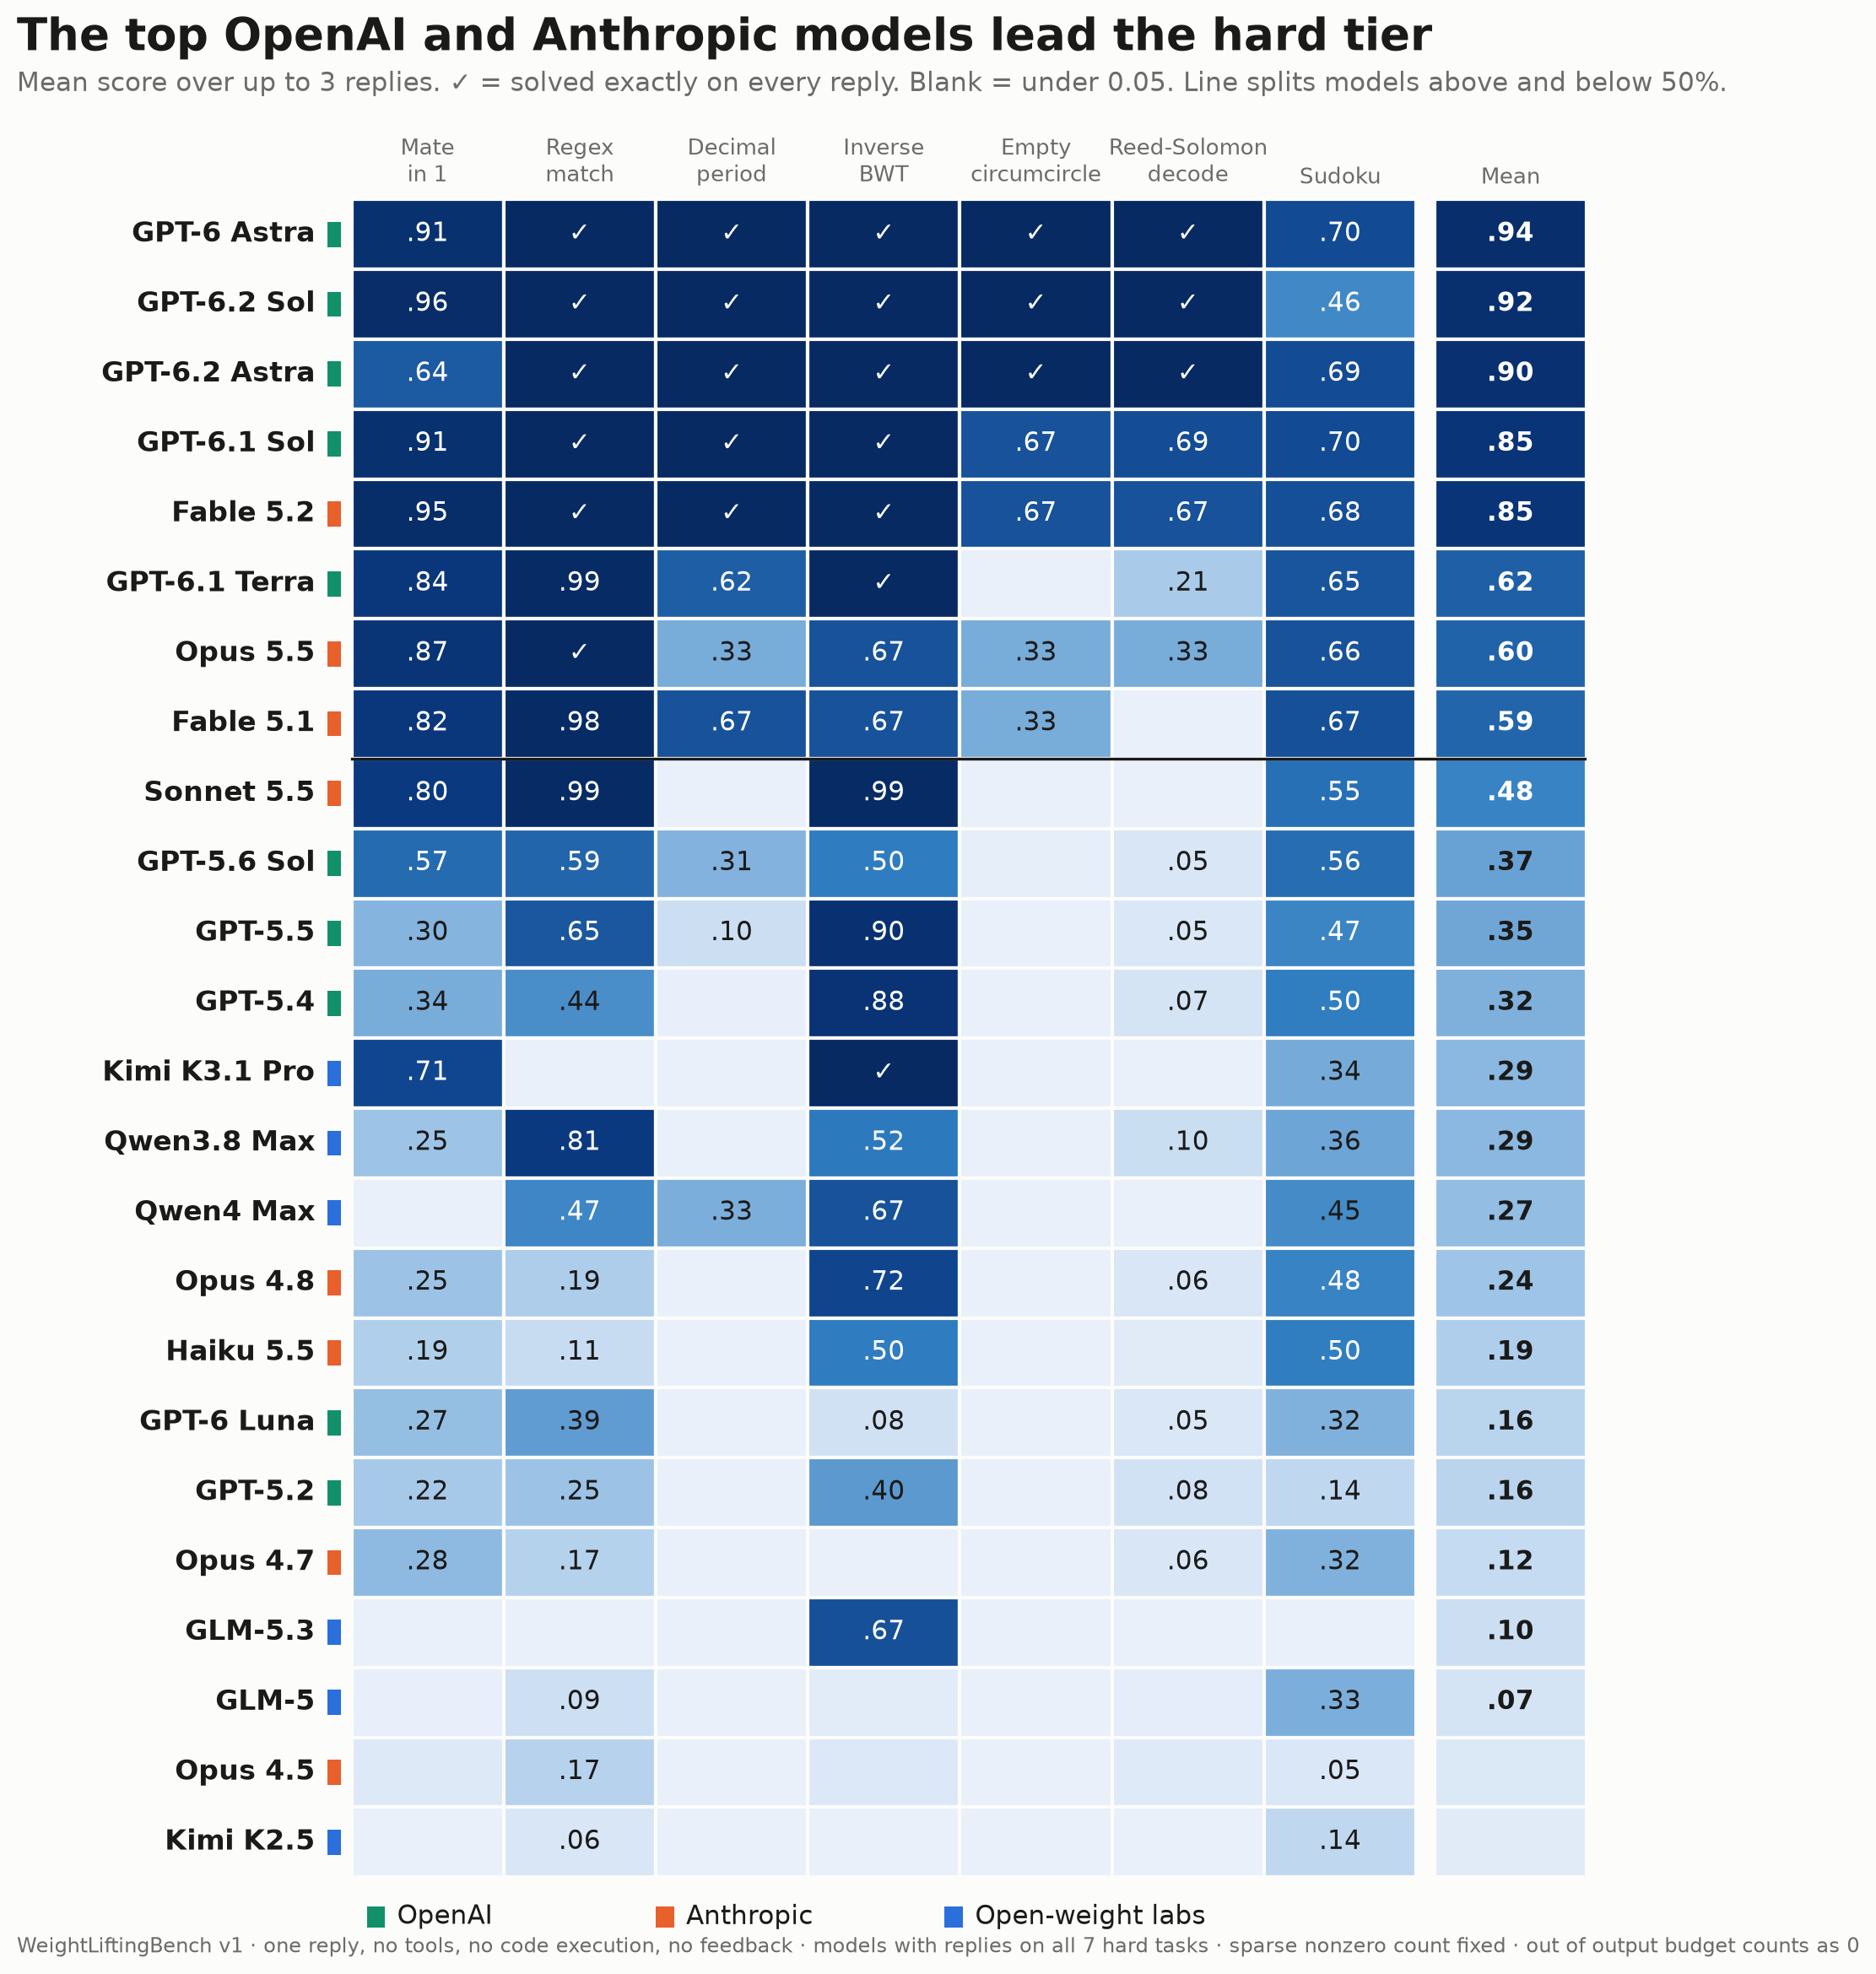 The top OpenAI and Anthropic models lead the hard tier
Mean score over up to 3 replies. ✓ = solved exactly on every reply. Blank = under 0.05. Line splits models above and below 50%.
Mate in 1 Regex match Decimal period Inverse BWT Empty circumcircle Reed-Solomon decode Sudoku Mean
GPT-6 Astra .91 ✓ ✓ ✓ ✓ ✓ .70 .94
GPT-6.2 Sol .96 ✓ ✓ ✓ ✓ ✓ .46 .92
GPT-6.2 Astra .64 ✓ ✓ ✓ ✓ ✓ .69 .90
GPT-6.1 Sol .91 ✓ ✓ ✓ .67 .69 .70 .85
Fable 5.2 .95 ✓ ✓ ✓ .67 .67 .68 .85
GPT-6.1 Terra .84 .99 .62 ✓ .21 .65 .62
Opus 5.5 .87 ✓ .33 .67 .33 .33 .66 .60
Fable 5.1 .82 .98 .67 .67 .33 .67 .59
Sonnet 5.5 .80 .99 .99 .55 .48
GPT-5.6 Sol .57 .59 .31 .50 .05 .56 .37
GPT-5.5 .30 .65 .10 .90 .05 .47 .35
GPT-5.4 .34 .44 .88 .07 .50 .32
Kimi K3.1 Pro .71 ✓ .34 .29
Qwen3.8 Max .25 .81 .52 .10 .36 .29
Qwen4 Max .47 .33 .67 .45 .27
Opus 4.8 .25 .19 .72 .06 .48 .24
Haiku 5.5 .19 .11 .50 .50 .19
GPT-6 Luna .27 .39 .08 .05 .32 .16
GPT-5.2 .22 .25 .40 .08 .14 .16
Opus 4.7 .28 .17 .06 .32 .12
GLM-5.3 .67 .10
GLM-5 .09 .33 .07
Opus 4.5 .17 .05
Kimi K2.5 .06 .14
OpenAI Anthropic Open-weight labs
WeightLiftingBench v1 · one reply, no tools, no code execution, no feedback · models with replies on all 7 hard tasks · sparse nonzero count fixed · out of output budget counts as 0